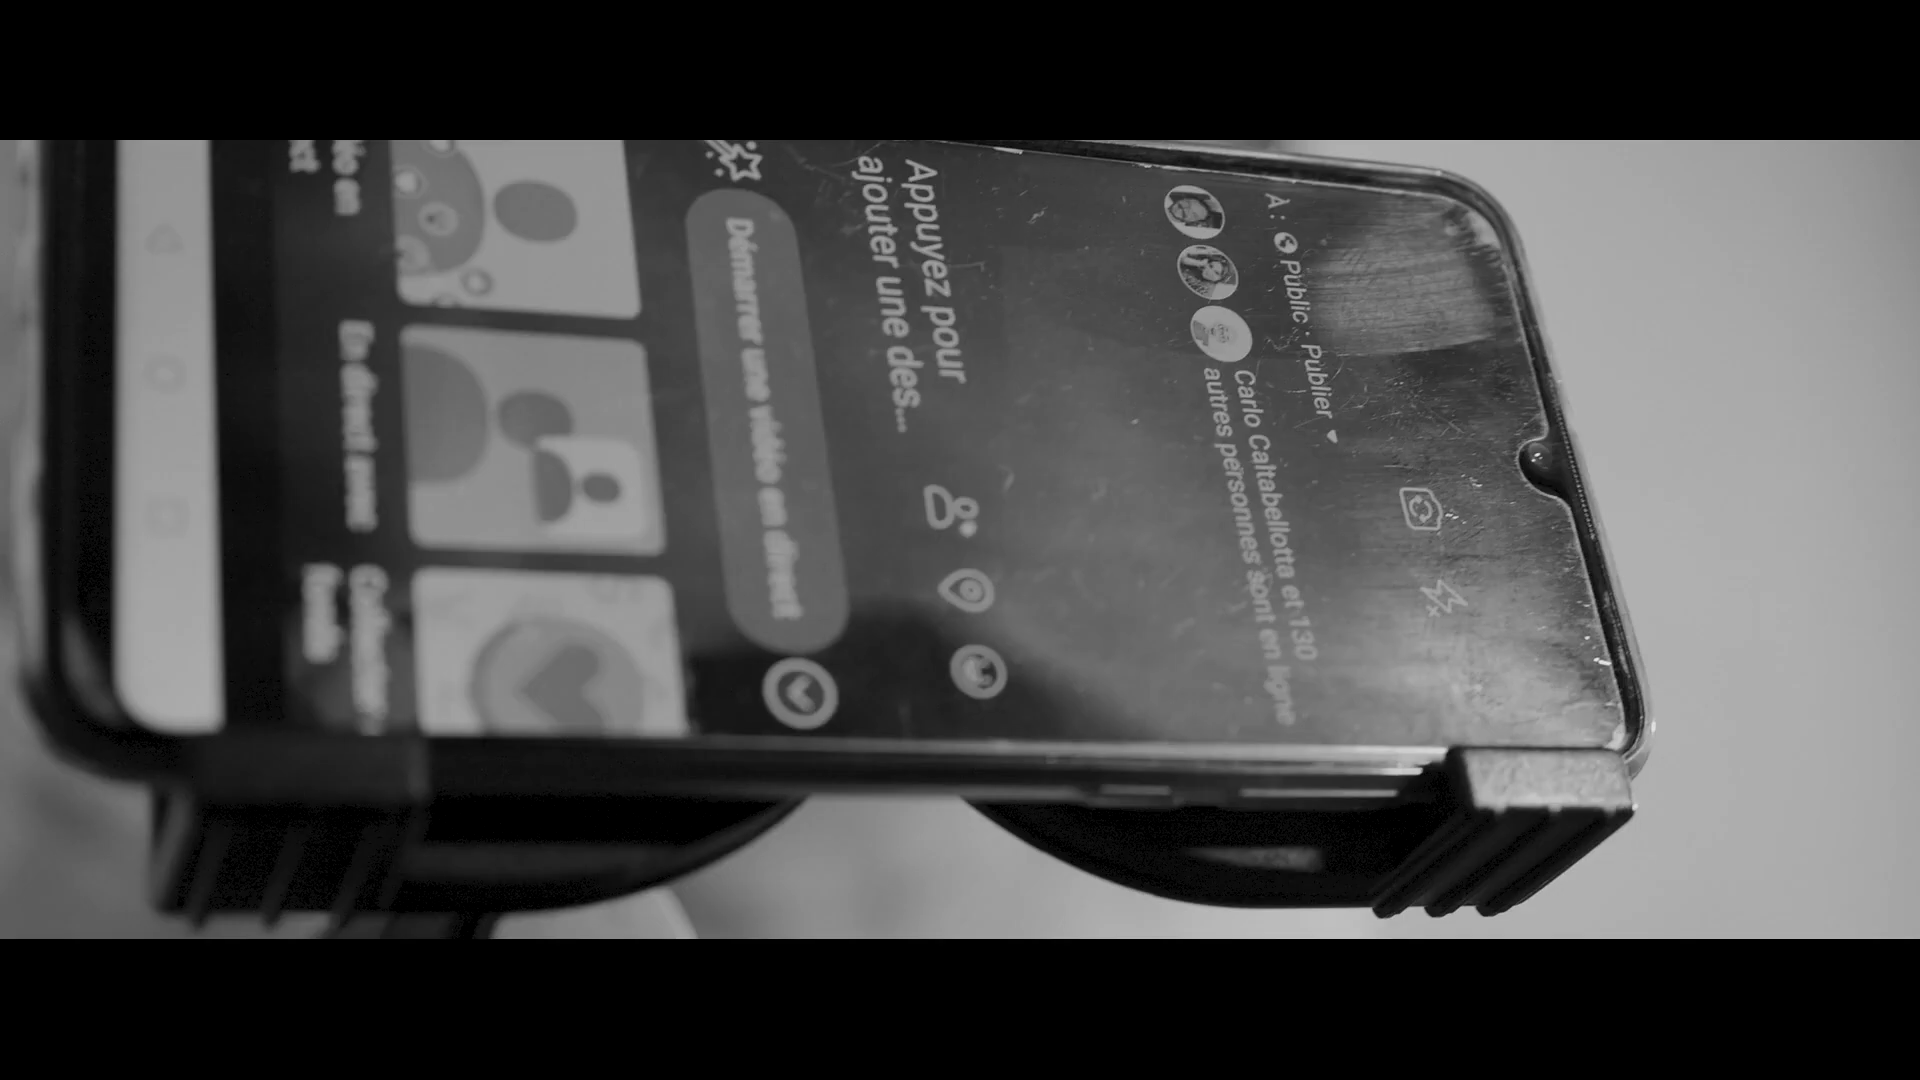 À : Public · Publier
Carlo Caltabellotta et 130
autres personnes sont en ligne
Appuyez pour
ajouter une des...
Démarrer une vidéo en direct
En direct avec